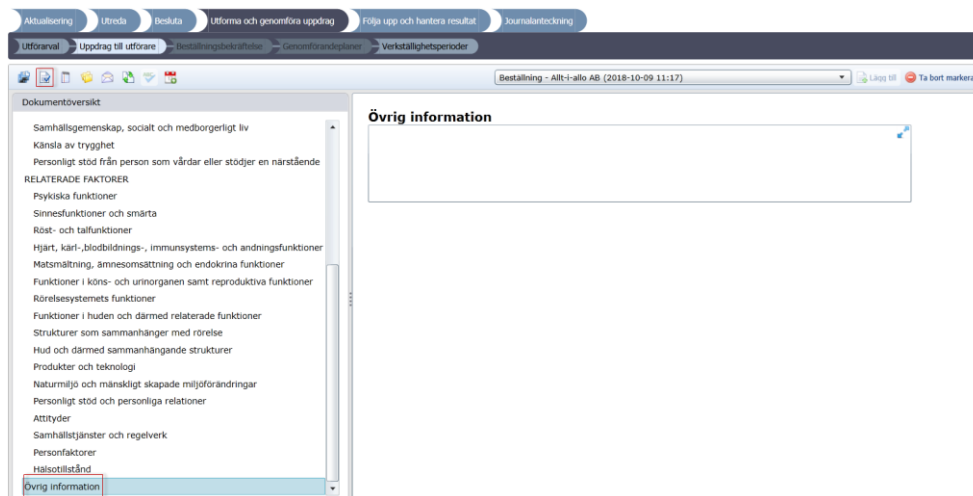 Aktualisering Utreda Besluta Utforma och genomföra uppdrag Följa upp och hantera resultat Journalanteckning
Utförarval Uppdrag till utförare Beställningsbekräftelse Genomförandeplaner Verkställighetsperioder
Beställning - Allt-i-allo AB (2018-10-09 11:17) Lägg till Ta bort markera
Dokumentöversikt
Övrig information
Samhällsgemenskap, socialt och medborgerligt liv
Känsla av trygghet
Personligt stöd från person som vårdar eller stödjer en närstående
RELATERADE FAKTORER
Psykiska funktioner
Sinnesfunktioner och smärta
Röst- och talfunktioner
Hjärt, kärl-,blodbildnings-, immunsystems- och andningsfunktioner
Matsmältning, ämnesomsättning och endokrina funktioner
Funktioner i köns- och urinorganen samt reproduktiva funktioner
Rörelsesystemets funktioner
Funktioner i huden och därmed relaterade funktioner
Strukturer som sammanhänger med rörelse
Hud och därmed sammanhängande strukturer
Produkter och teknologi
Naturmiljö och mänskligt skapade miljöförändringar
Personligt stöd och personliga relationer
Attityder
Samhällstjänster och regelverk
Personfaktorer
Hälsotillstånd
Övrig information